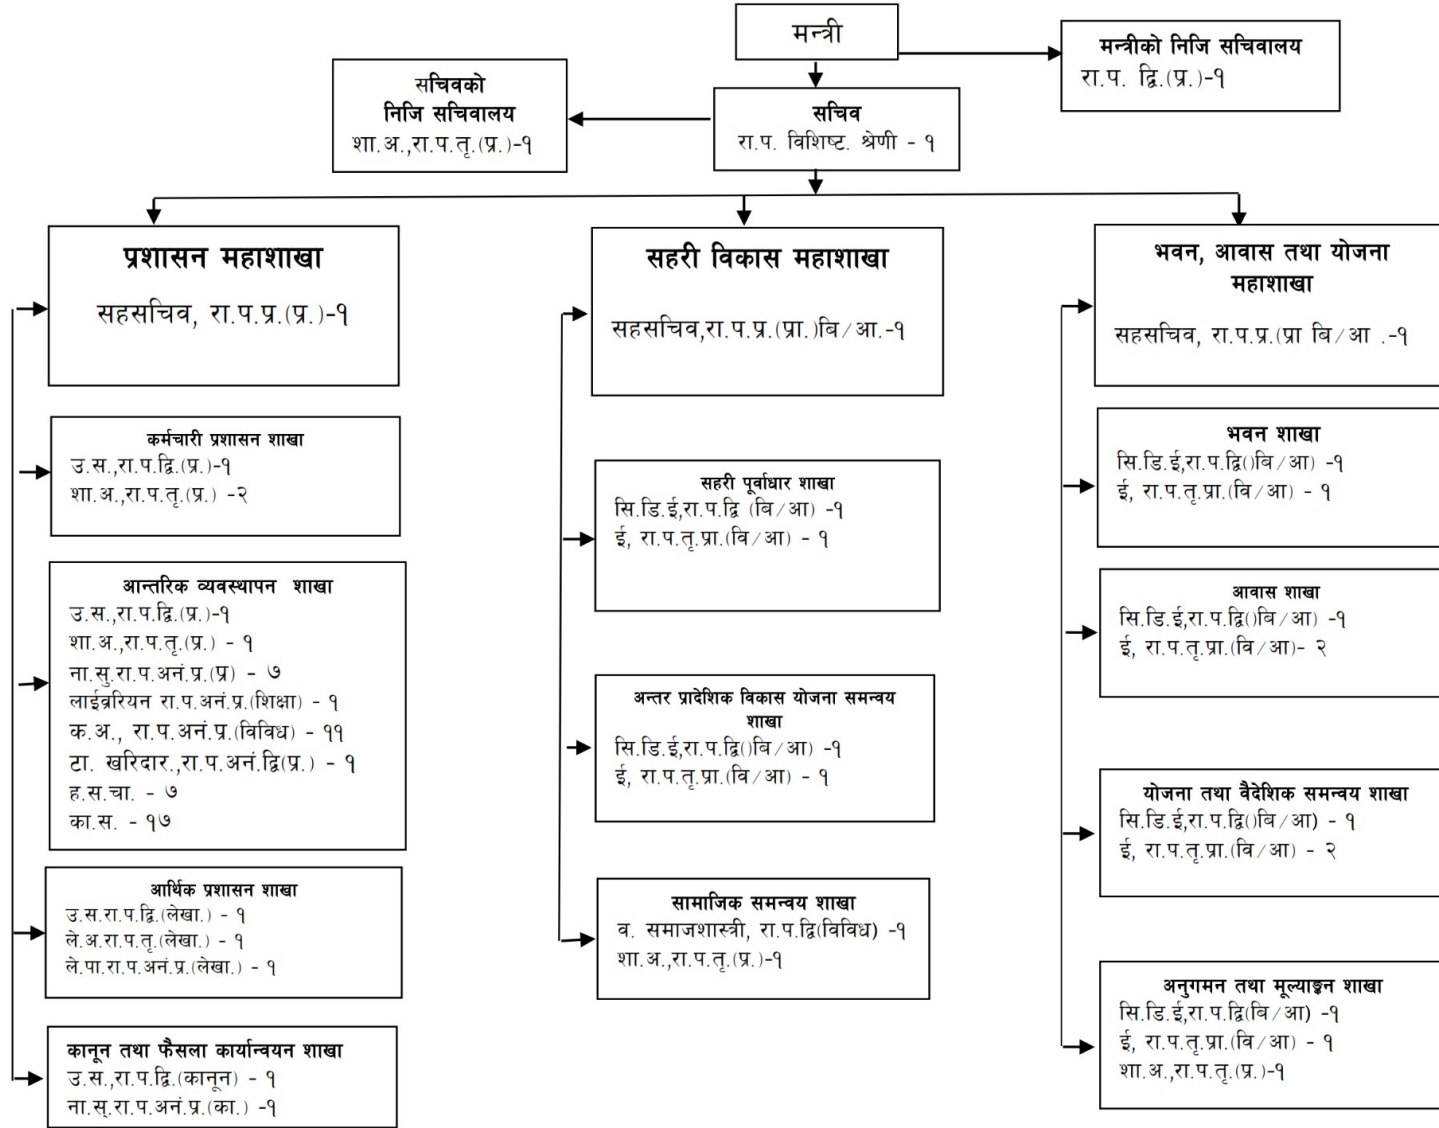 मन्त्री
मन्त्रीको निजि सचिवालय
रा.प. द्वि.(प्र.)-१
सचिवको
निजि सचिवालय
शा.अ.,रा.प.तृ.(प्र.)-१
सचिव
रा.प. विशिष्ट. श्रेणी - १
प्रशासन महाशाखा
सहसचिव, रा.प.प्र.(प्र.)-१
कर्मचारी प्रशासन शाखा
उ.स.,रा.प.द्वि.(प्र.)-१
शा.अ.,रा.प.तृ.(प्र.) -२
आन्तरिक व्यवस्थापन शाखा
उ.स.,रा.प.द्वि.(प्र.)-१
शा.अ.,रा.प.तृ.(प्र.) - १
ना.सु.रा.प.अनं.प्र.(प्र) - ७
लाईब्ररियन रा.प.अनं.प्र.(शिक्षा) - १
क.अ., रा.प.अनं.प्र.(विविध) - ११
टा. खरिदार.,रा.प.अनं.द्वि(प्र.) - १
ह.स.चा. - ७
का.स. - १७
आर्थिक प्रशासन शाखा
उ.स.रा.प.द्वि.(लेखा.) - १
ले.अ.रा.प.तृ.(लेखा.) - १
ले.पा.रा.प.अनं.प्र.(लेखा.) - १
कानून तथा फैसला कार्यान्वयन शाखा
उ.स.,रा.प.द्वि.(कानून) - १
ना.स्.रा.प.अनं.प्र.(का.) -१
सहरी विकास महाशाखा
सहसचिव,रा.प.प्र.(प्रा.)बि/आ.-१
सहरी पूर्वाधार शाखा
सि.डि.ई,रा.प.द्वि (बि/आ) -१
ई, रा.प.तृ.प्रा.(वि/आ) - १
अन्तर प्रादेशिक विकास योजना समन्वय
शाखा
सि.डि.ई,रा.प.द्वि()बि/आ) -१
ई, रा.प.तृ.प्रा.(वि/आ) - १
सामाजिक समन्वय शाखा
व. समाजशास्त्री, रा.प.द्वि(विविध) -१
शा.अ.,रा.प.तृ.(प्र.)-१
भवन, आवास तथा योजना
महाशाखा
सहसचिव, रा.प.प्र.(प्रा बि/आ .-१
भवन शाखा
सि.डि.ई,रा.प.द्वि()बि/आ) -१
ई, रा.प.तृ.प्रा.(वि/आ) - १
आवास शाखा
सि.डि.ई,रा.प.द्वि()बि/आ) -१
ई, रा.प.तृ.प्रा.(वि/आ)- २
योजना तथा वैदेशिक समन्वय शाखा
सि.डि.ई,रा.प.द्वि()बि/आ) - १
ई, रा.प.तृ.प्रा.(वि/आ) - २
अनुगमन तथा मूल्याङ्कन शाखा
सि.डि.ई,रा.प.द्वि(बि/आ) -१
ई, रा.प.तृ.प्रा.(वि/आ) - १
शा.अ.,रा.प.तृ.(प्र.)-१